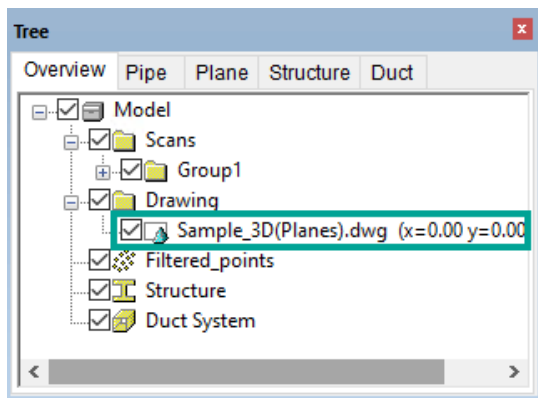 Tree
Overview Pipe Plane Structure Duct
Model
Scans
Group1
Drawing
Sample_3D(Planes).dwg (x=0.00 y=0.00
Filtered_points
Structure
Duct System